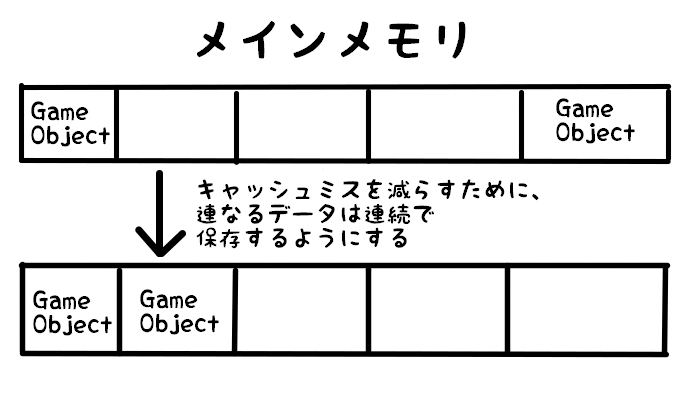 メインメモリ
Game
Object
Game
Object
キャッシュミスを減らすために、
連なるデータは連続で
保存するようにする
Game
Object
Game
Object